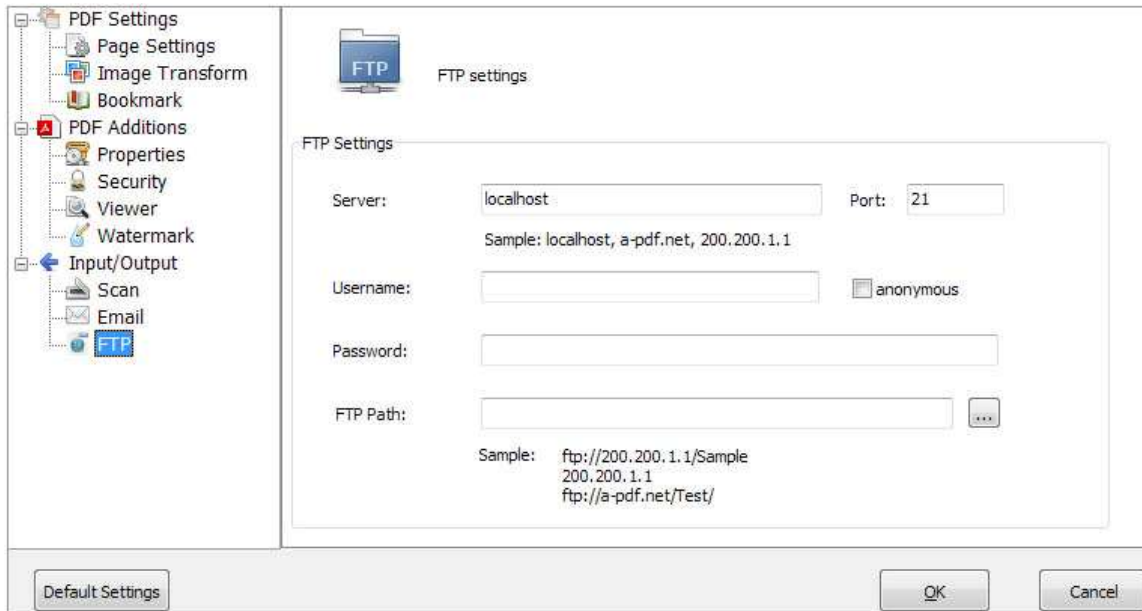 PDF Settings
Page Settings
Image Transform
Bookmark
PDF Additions
Properties
Security
Viewer
Watermark
Input/Output
Scan
Email
FTP
FTP
FTP settings
FTP Settings
Server: localhost Port: 21
Sample: localhost, a-pdf.net, 200.200.1.1
Username: anonymous
Password:
FTP Path: ...
Sample: ftp://200.200.1.1/Sample
200.200.1.1
ftp://a-pdf.net/Test/
Default Settings OK Cancel